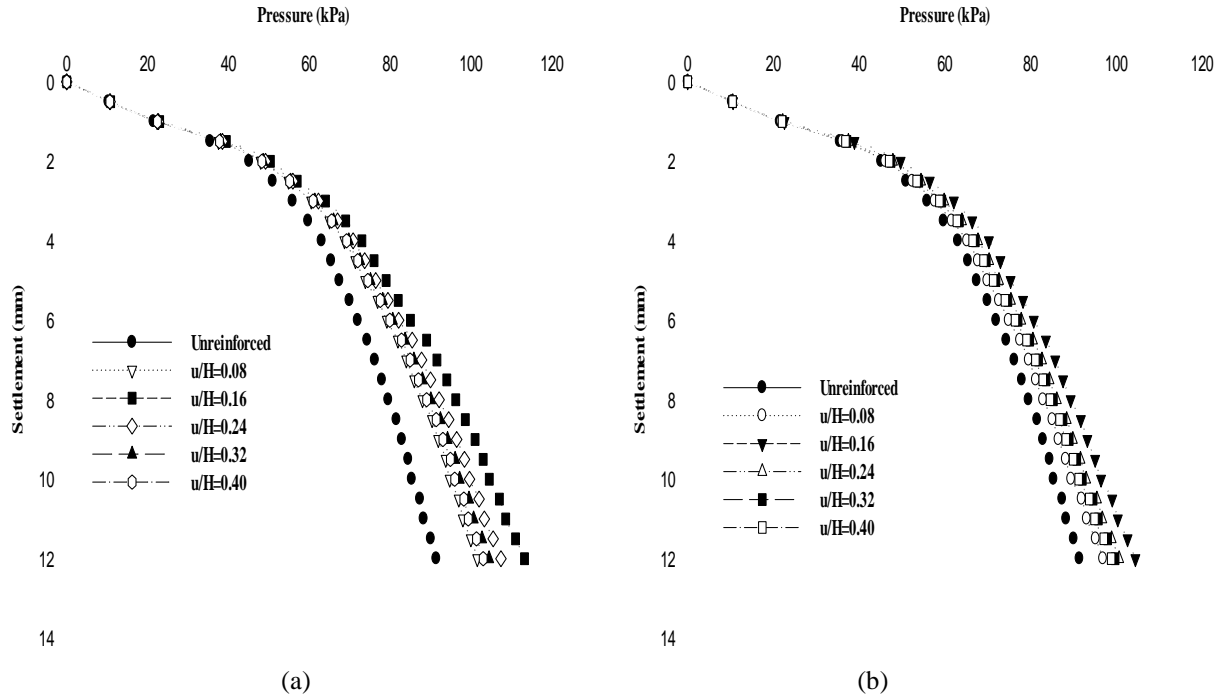 Pressure (kPa)
0 20 40 60 80 100 120
0
2
4
6
8
10
12
14
Settlement (mm)
Unreinforced
u/H=0.08
u/H=0.16
u/H=0.24
u/H=0.32
u/H=0.40
(a)
Pressure (kPa)
0 20 40 60 80 100 120
0
2
4
6
8
10
12
14
Settlement (mm)
Unreinforced
u/H=0.08
u/H=0.16
u/H=0.24
u/H=0.32
u/H=0.40
(b)